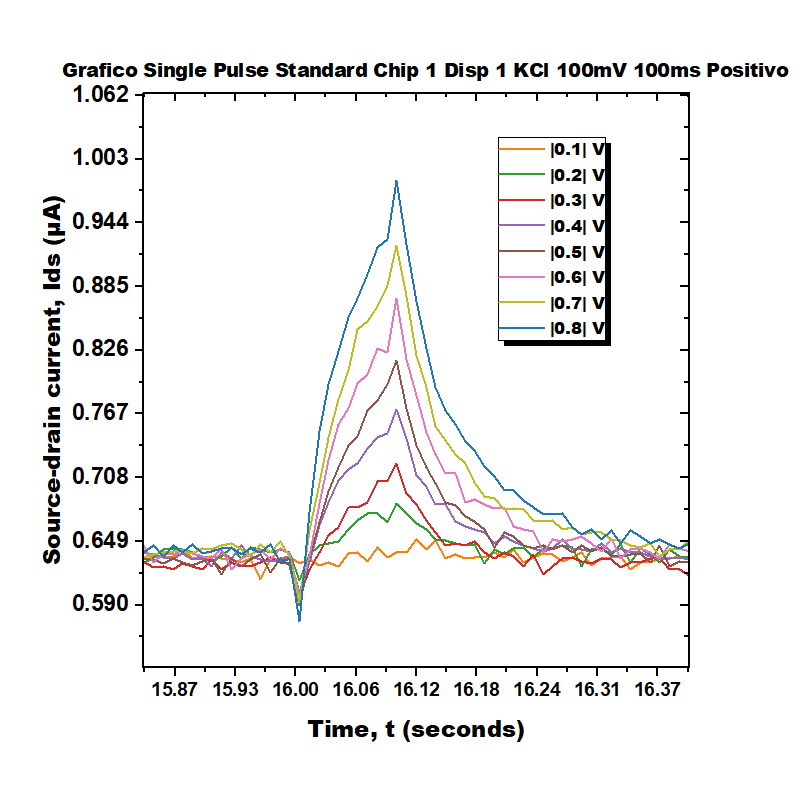 Grafico Single Pulse Standard Chip 1 Disp 1 KCl 100mV 100ms Positivo
1.062
1.003
0.944
0.885
0.826
0.767
0.708
0.649
0.590
Source-drain current, Ids (µA)
|0.1| V
|0.2| V
|0.3| V
|0.4| V
|0.5| V
|0.6| V
|0.7| V
|0.8| V
15.87 15.93 16.00 16.06 16.12 16.18 16.24 16.31 16.37
Time, t (seconds)